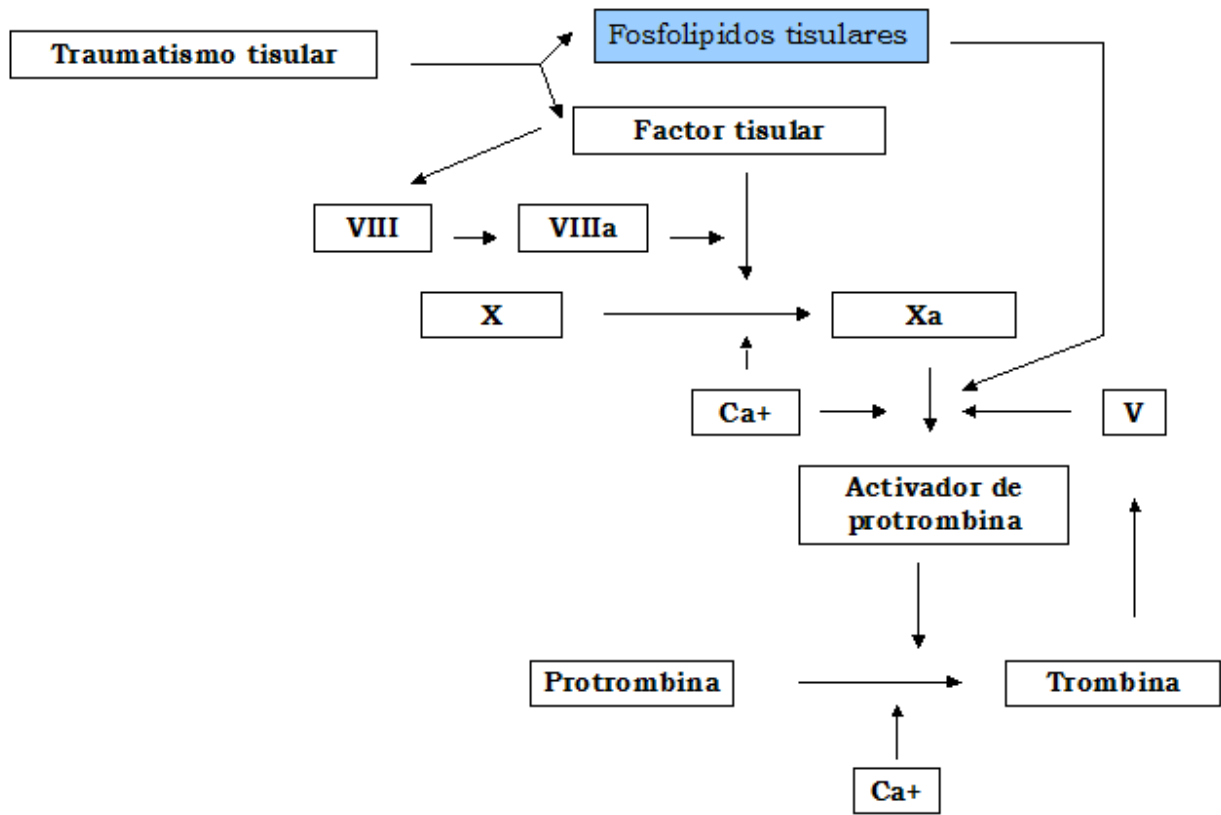 Fosfolipidos tisulares
Traumatismo tisular
Factor tisular
VIII
VIIIa
X
Xa
Ca+
V
Activador de
protrombina
Protrombina
Trombina
Ca+